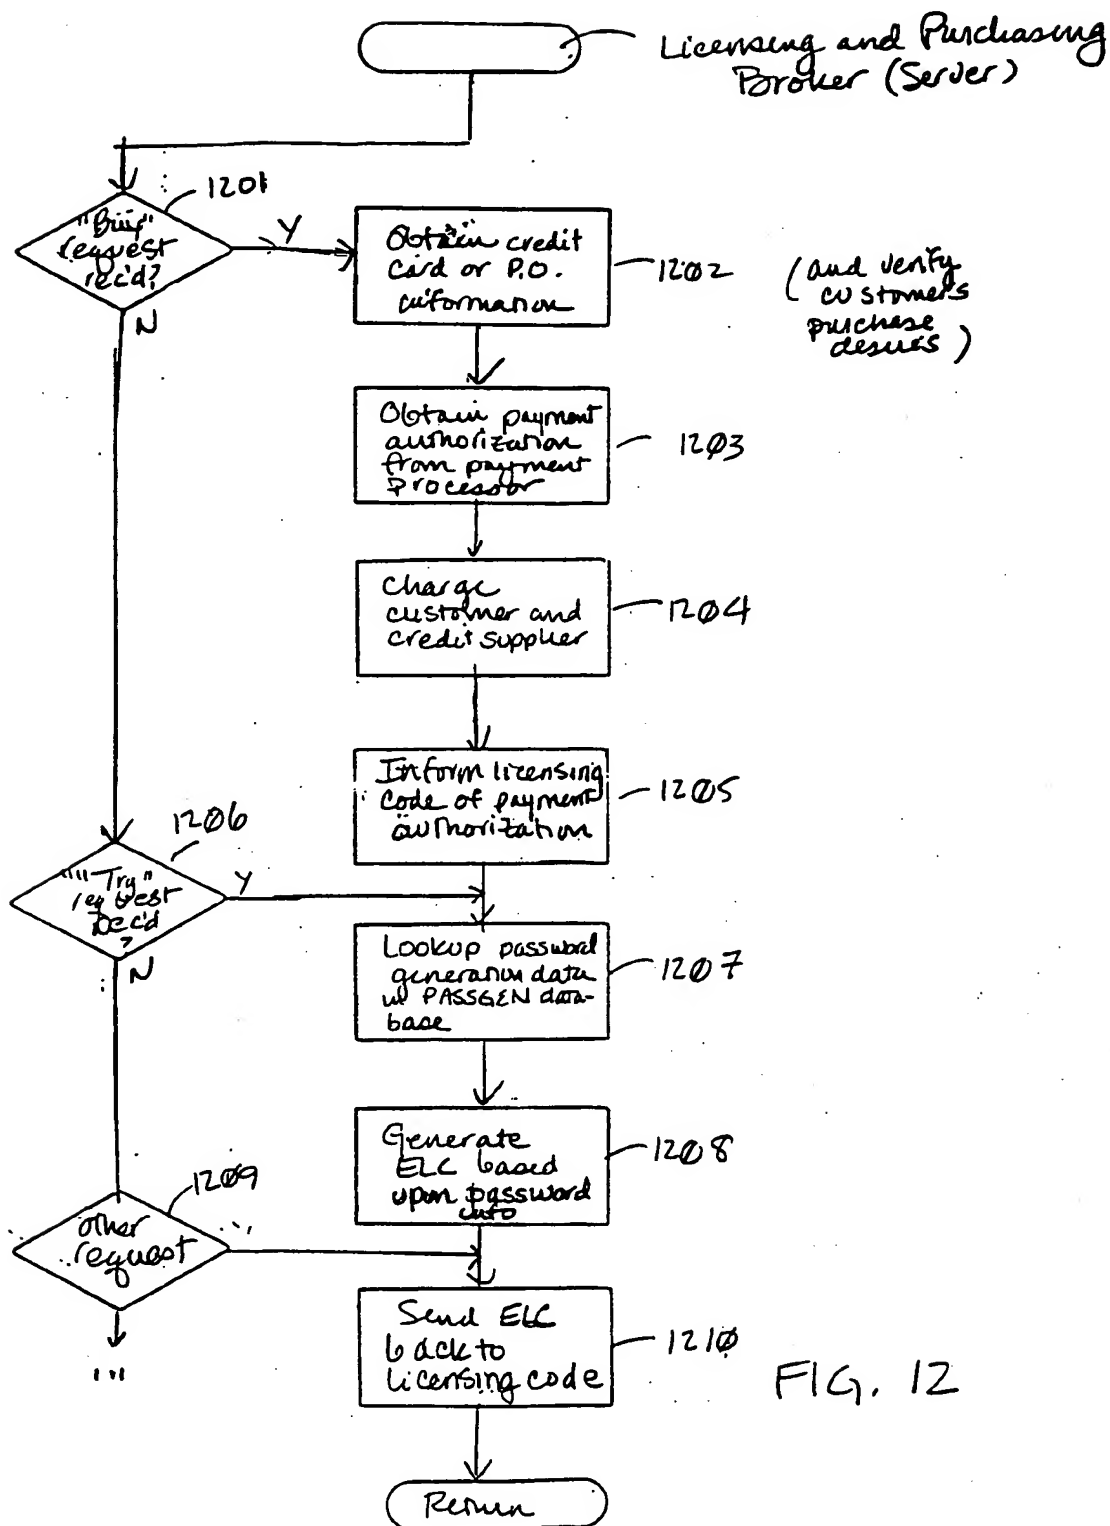 Licensing and Purchasing
Broker (Server)
1201
"Buy"
request
rec'd?
Y
N
Obtain credit
card or P.O.
information
1202
(and verify
customers
purchase
desires)
Obtain payment
authorization
from payment
processor
1203
Charge
customer and
credit supplier
1204
Inform licensing
code of payment
authorization
1205
1206
"Try"
request
rec'd
?
Y
N
Lookup password
generation data
in PASSGEN data-
base
1207
Generate
ELC based
upon password
info
1208
1209
other
request
...
...
Send ELC
back to
licensing code
1210
FIG. 12
Return